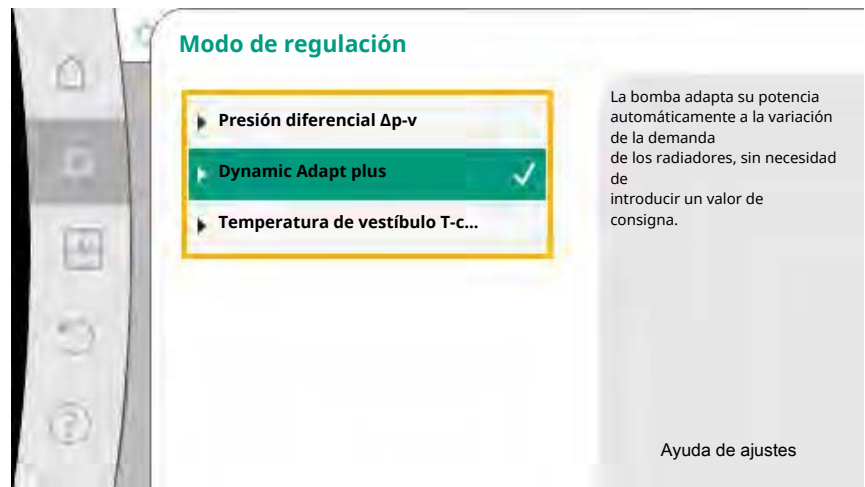 Modo de regulación
Presión diferencial Δp-v
Dynamic Adapt plus
Temperatura de vestíbulo T-c...
La bomba adapta su potencia
automáticamente a la variación
de la demanda
de los radiadores, sin necesidad
de
introducir un valor de
consigna.
Ayuda de ajustes